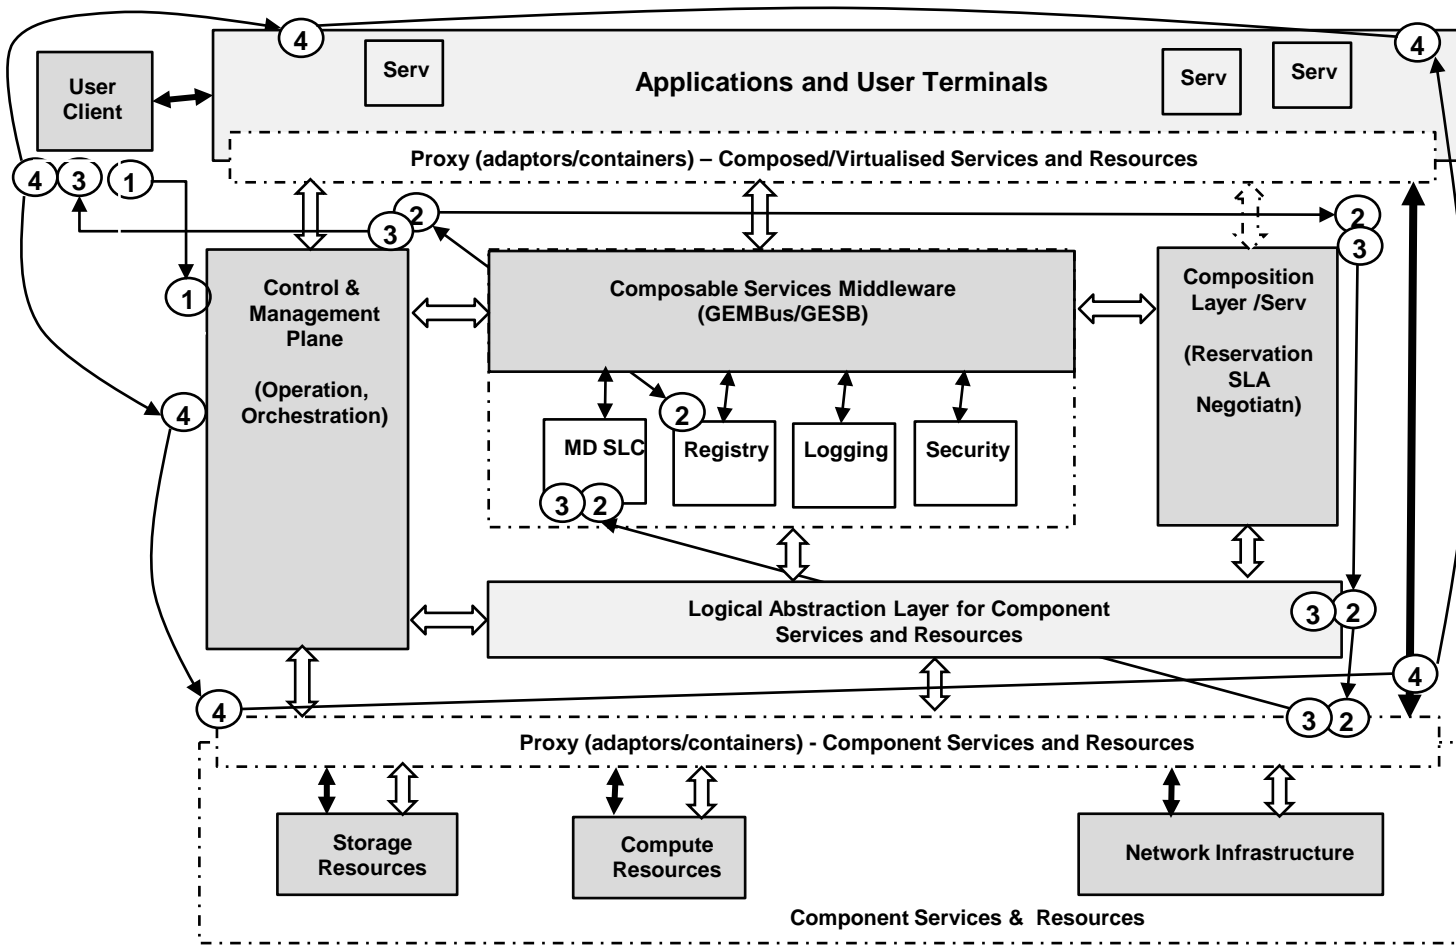 4
4
Serv
Serv
Serv
Applications and User Terminals
User
Client
Proxy (adaptors/containers) – Composed/Virtualised Services and Resources
4
3
1
2
3
2
3
1
Control &
Management
Plane
(Operation,
Orchestration)
Composable Services Middleware
(GEMBus/GESB)
Composition
Layer /Serv
(Reservation
SLA
Negotiatn)
4
2
MD SLC
Registry
Logging
Security
3
2
Logical Abstraction Layer for Component
Services and Resources
3
2
4
4
3
2
Proxy (adaptors/containers) - Component Services and Resources
Storage
Resources
Compute
Resources
Network Infrastructure
Component Services & Resources